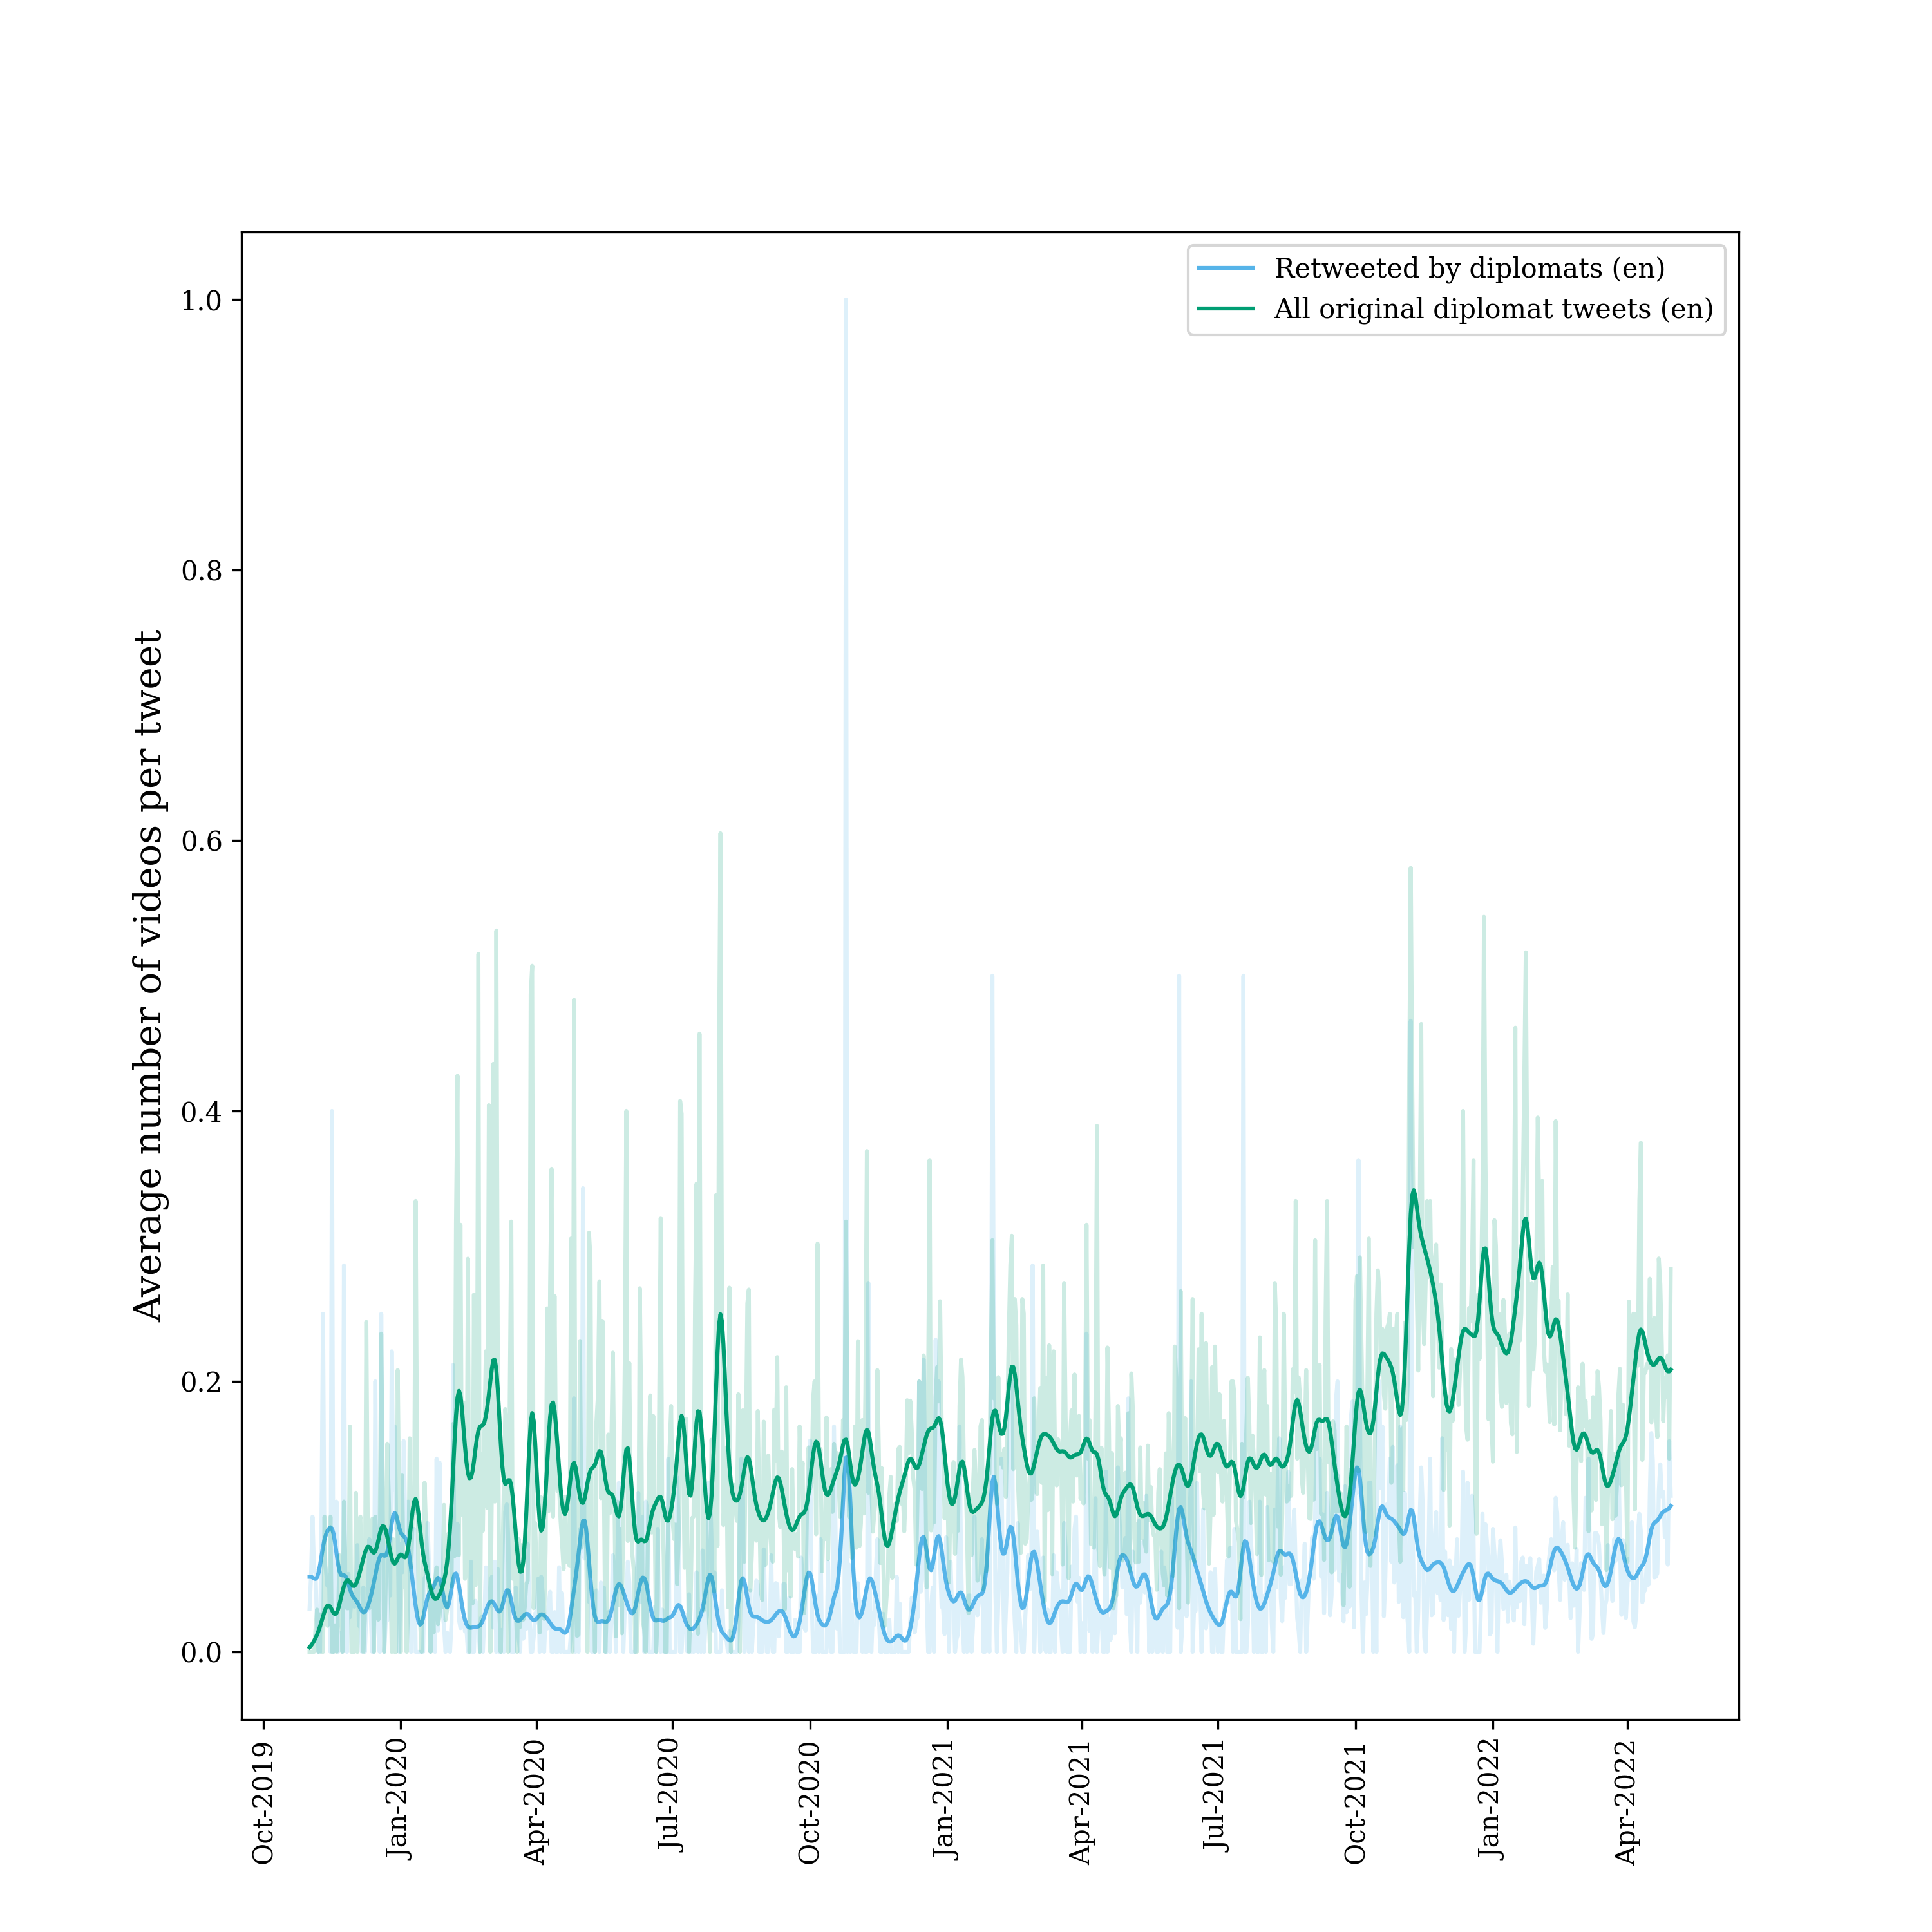 Retweeted by diplomats (en)
All original diplomat tweets (en)
Average number of videos per tweet
1.0
0.8
0.6
0.4
0.2
0.0
Oct-2019
Jan-2020
Apr-2020
Jul-2020
Oct-2020
Jan-2021
Apr-2021
Jul-2021
Oct-2021
Jan-2022
Apr-2022